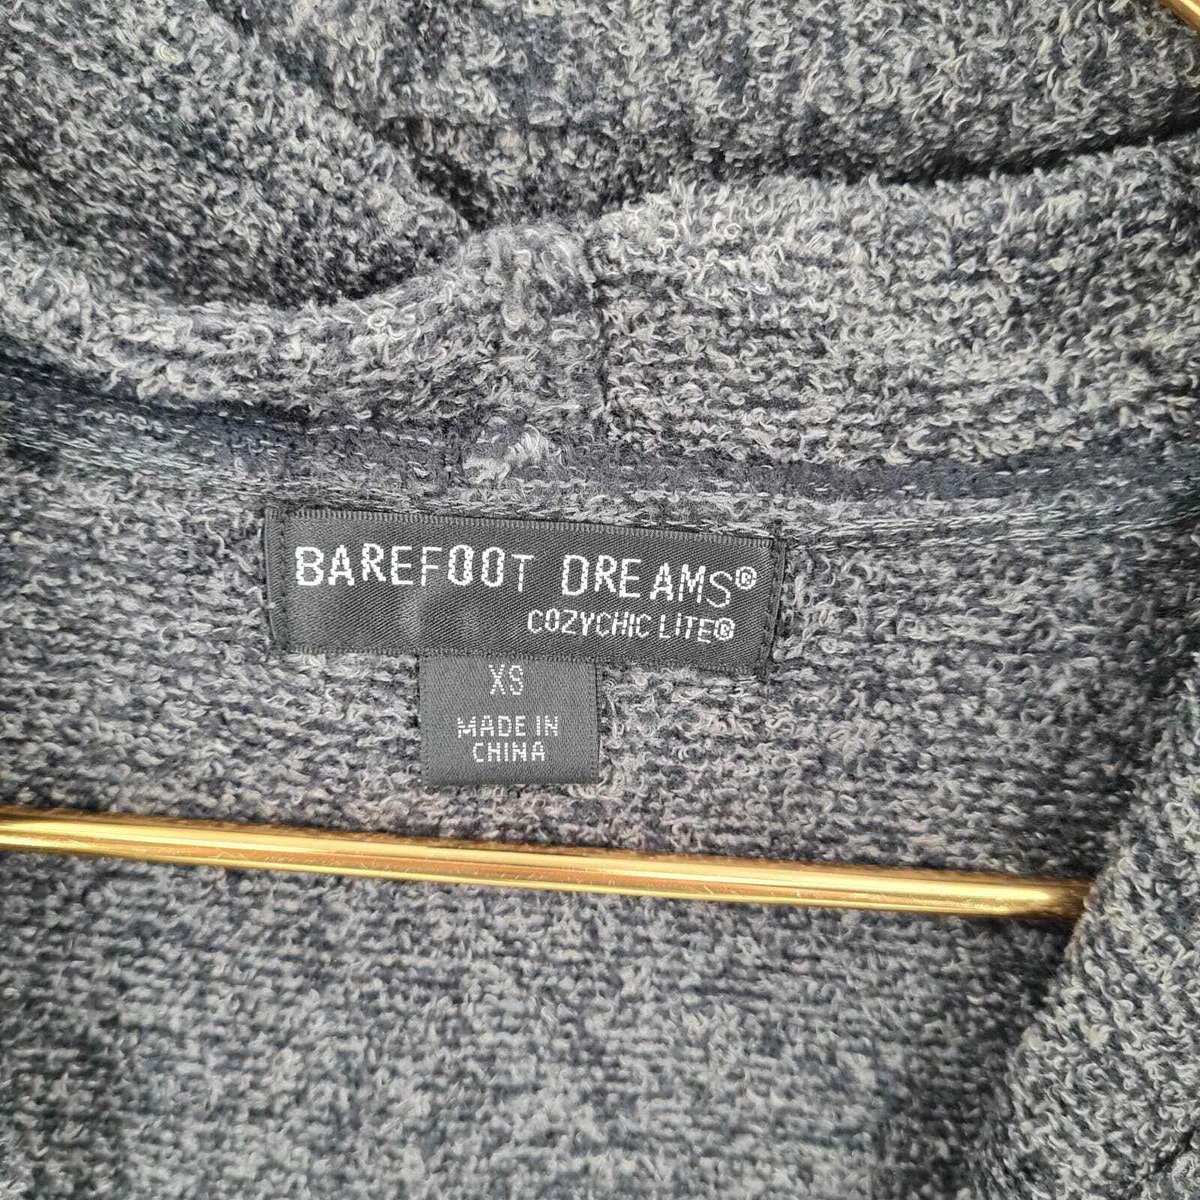 BAREFOOT DREAMS®
COZYCHIC LITE®
XS
MADE IN
CHINA